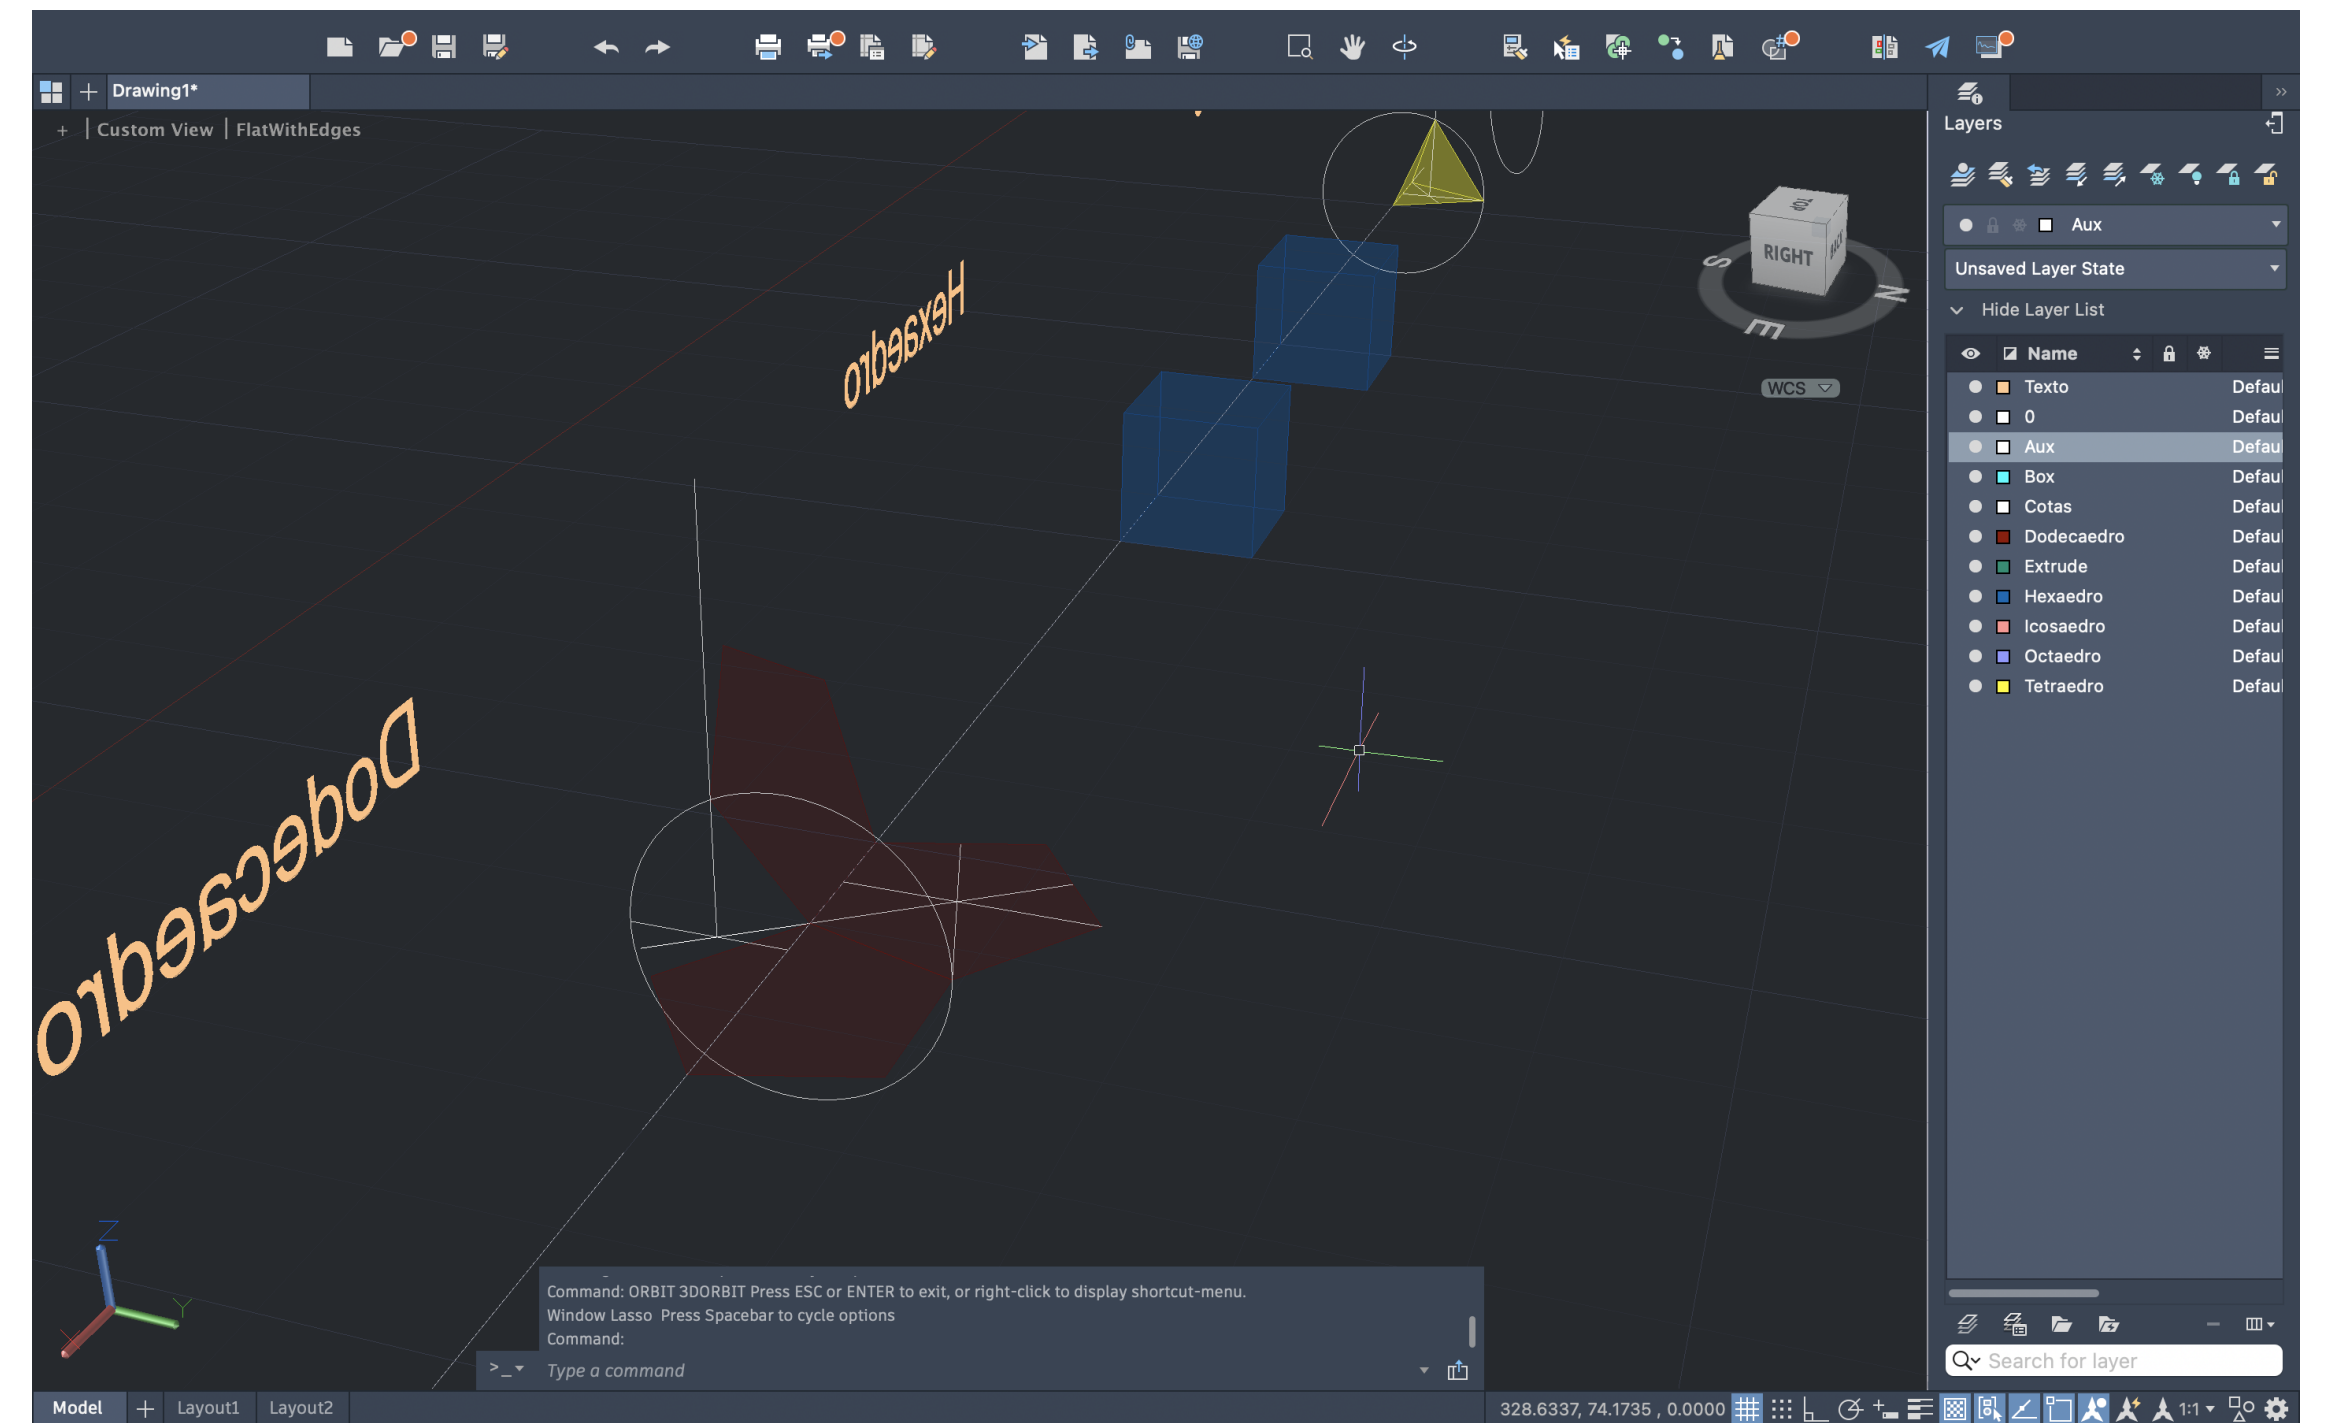 Drawing1*
Custom View
FlatWithEdges
Layers
TOP
RIGHT
BACK
S
N
E
Aux
Unsaved Layer State
Hide Layer List
WCS
Name
Texto Defaul
0 Defaul
Aux Defaul
Box Defaul
Cotas Defaul
Dodecaedro Defaul
Extrude Defaul
Hexaedro Defaul
Icosaedro Defaul
Octaedro Defaul
Tetraedro Defaul
Hexaedro
Dodecaedro
Z
Y
X
Command: ORBIT 3DORBIT Press ESC or ENTER to exit, or right-click to display shortcut-menu.
Window Lasso  Press Spacebar to cycle options
Command:
Type a command
Search for layer
Model
Layout1
Layout2
328.6337, 74.1735 , 0.0000
1:1